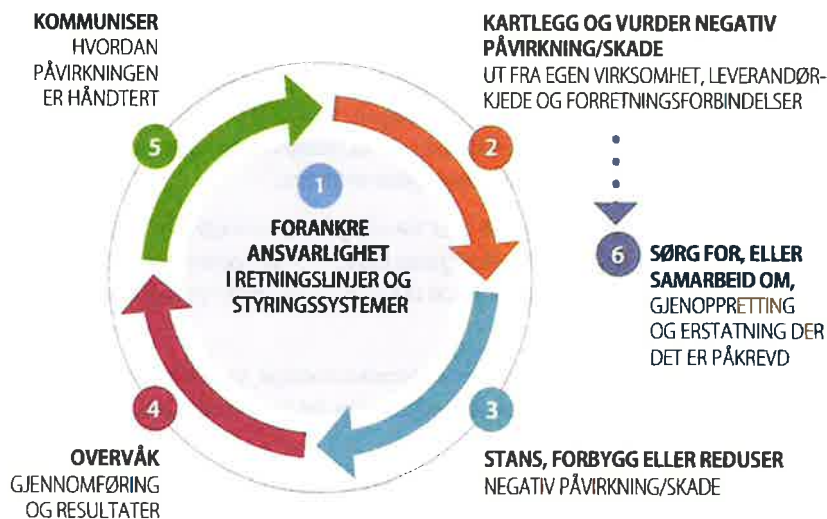 1
FORANKRE
ANSVARLIGHET
I RETNINGSLINJER OG
STYRINGSSYSTEMER
2
KARTLEGG OG VURDER NEGATIV
PÅVIRKNING/SKADE
UT FRA EGEN VIRKSOMHET, LEVERANDØR-
KJEDE OG FORRETNINGSFORBINDELSER
3
STANS, FORBYGG ELLER REDUSER
NEGATIV PÅVIRKNING/SKADE
4
OVERVÅK
GJENNOMFØRING
OG RESULTATER
5
KOMMUNISER
HVORDAN
PÅVIRKNINGEN
ER HÅNDTERT
6
SØRG FOR, ELLER
SAMARBEID OM,
GJENOPPRETTING
OG ERSTATNING DER
DET ER PÅKREVD